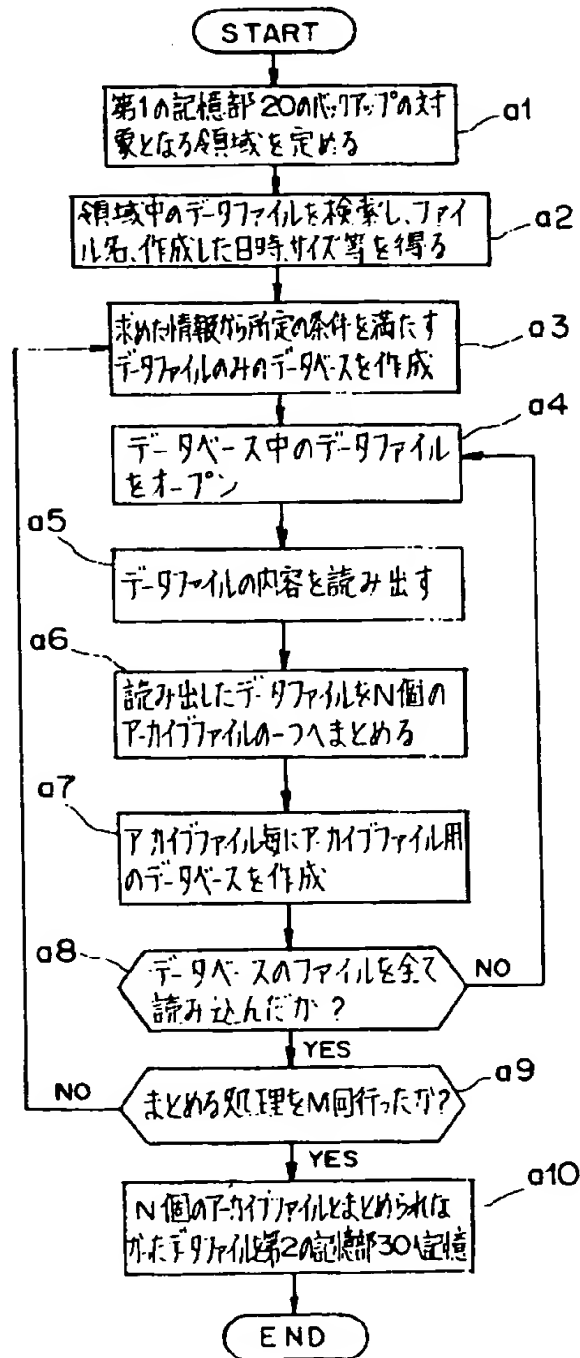 START
第1の記憶部20のバックアップの対
象となる領域を定める
a1
領域中のデータファイルを検索し、ファイ
ル名、作成した日時、サイズ等を得る
a2
求めた情報から所定の条件を満たす
データファイルのみのデータベースを作成
a3
データベース中のデータファイル
をオープン
a4
a5
データファイルの内容を読み出す
a6
読み出したデータファイルをN個の
アーカイブファイルの一つへまとめる
a7
アーカイブファイル毎にアーカイブファイル用
のデータベースを作成
a8
データベースのファイルを全て
読み込んだか?
NO
YES
a9
まとめる処理をM回行ったか?
NO
YES
a10
N個のアーカイブファイルとまとめられな
かったデータファイルを第2の記憶部30へ記憶
END